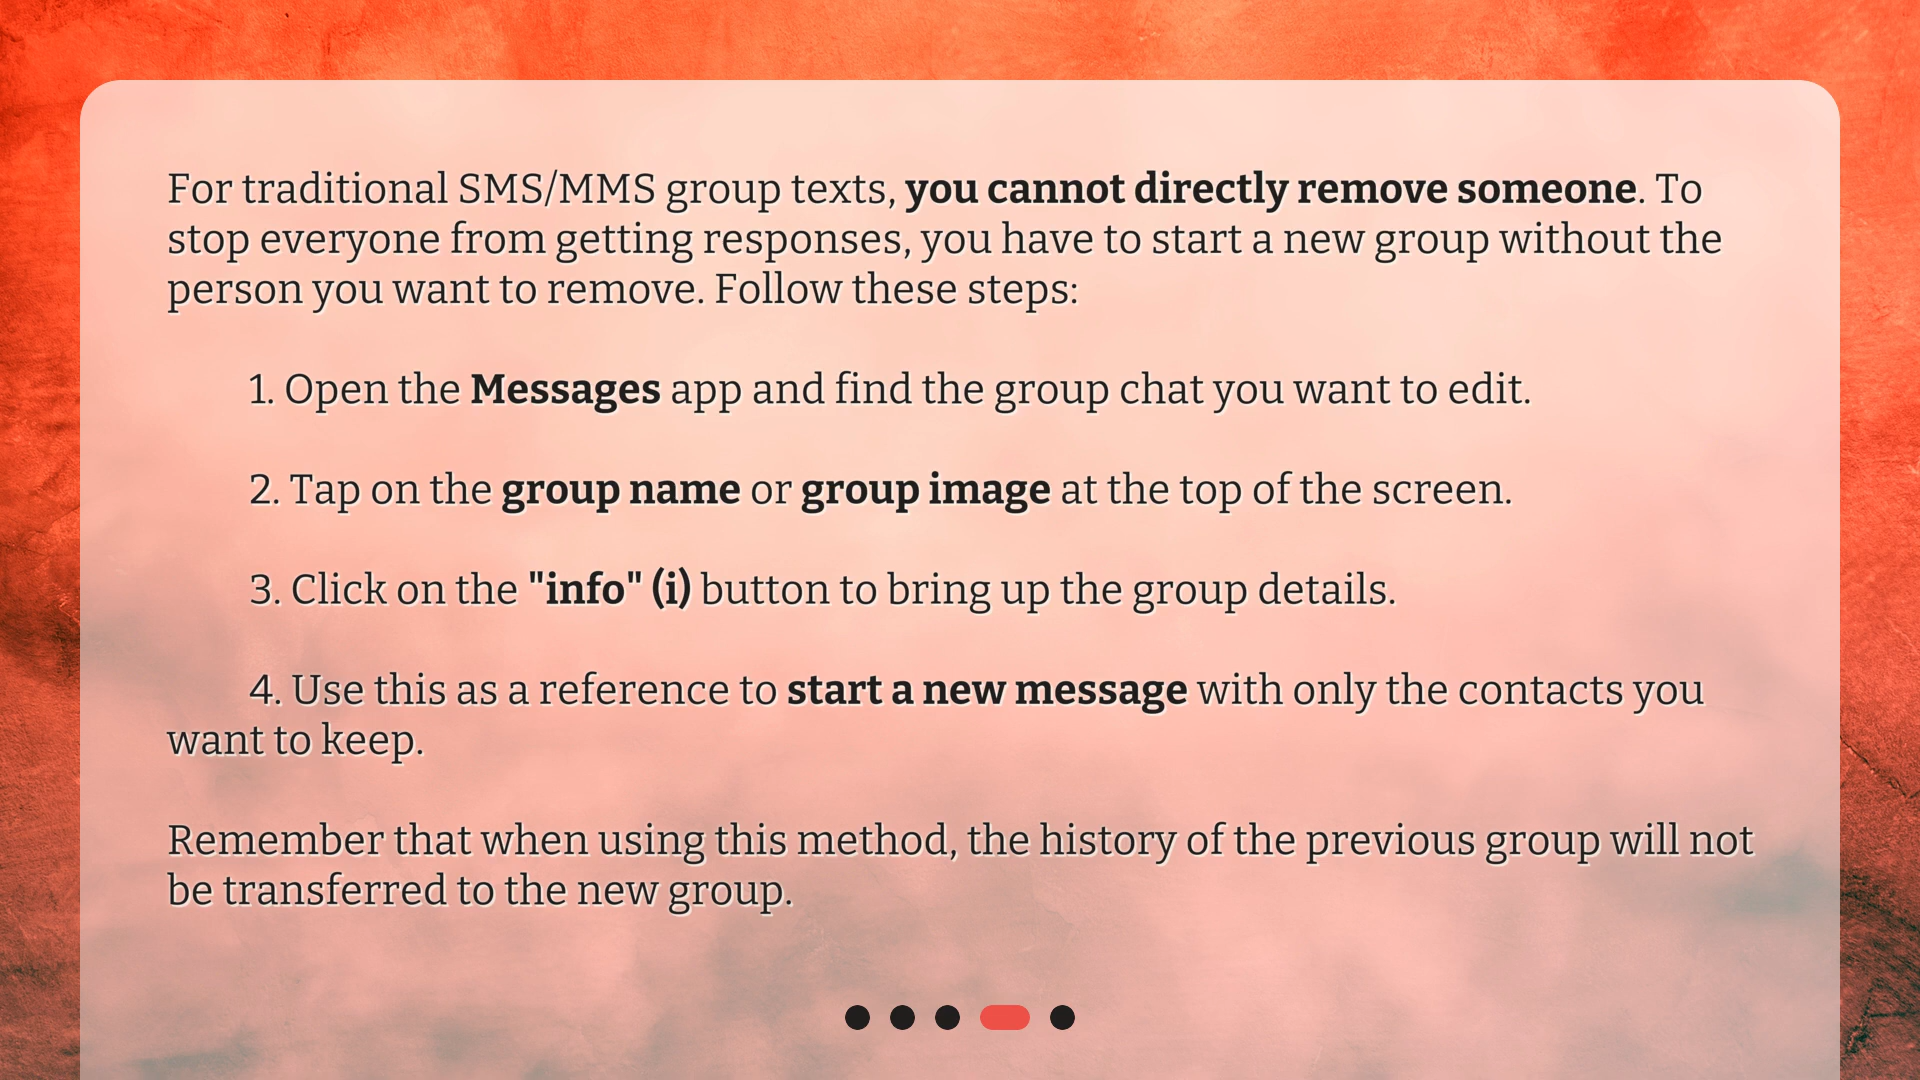 For traditional SMS/MMS group texts, you cannot directly remove someone. To
stop everyone from getting responses, you have to start a new group without the
person you want to remove. Follow these steps:
1. Open the Messages app and find the group chat you want to edit.
2. Tap on the group name or group image at the top of the screen.
3. Click on the "info" (i) button to bring up the group details.
4. Use this as a reference to start a new message with only the contacts you
want to keep.
Remember that when using this method, the history of the previous group will not
be transferred to the new group.